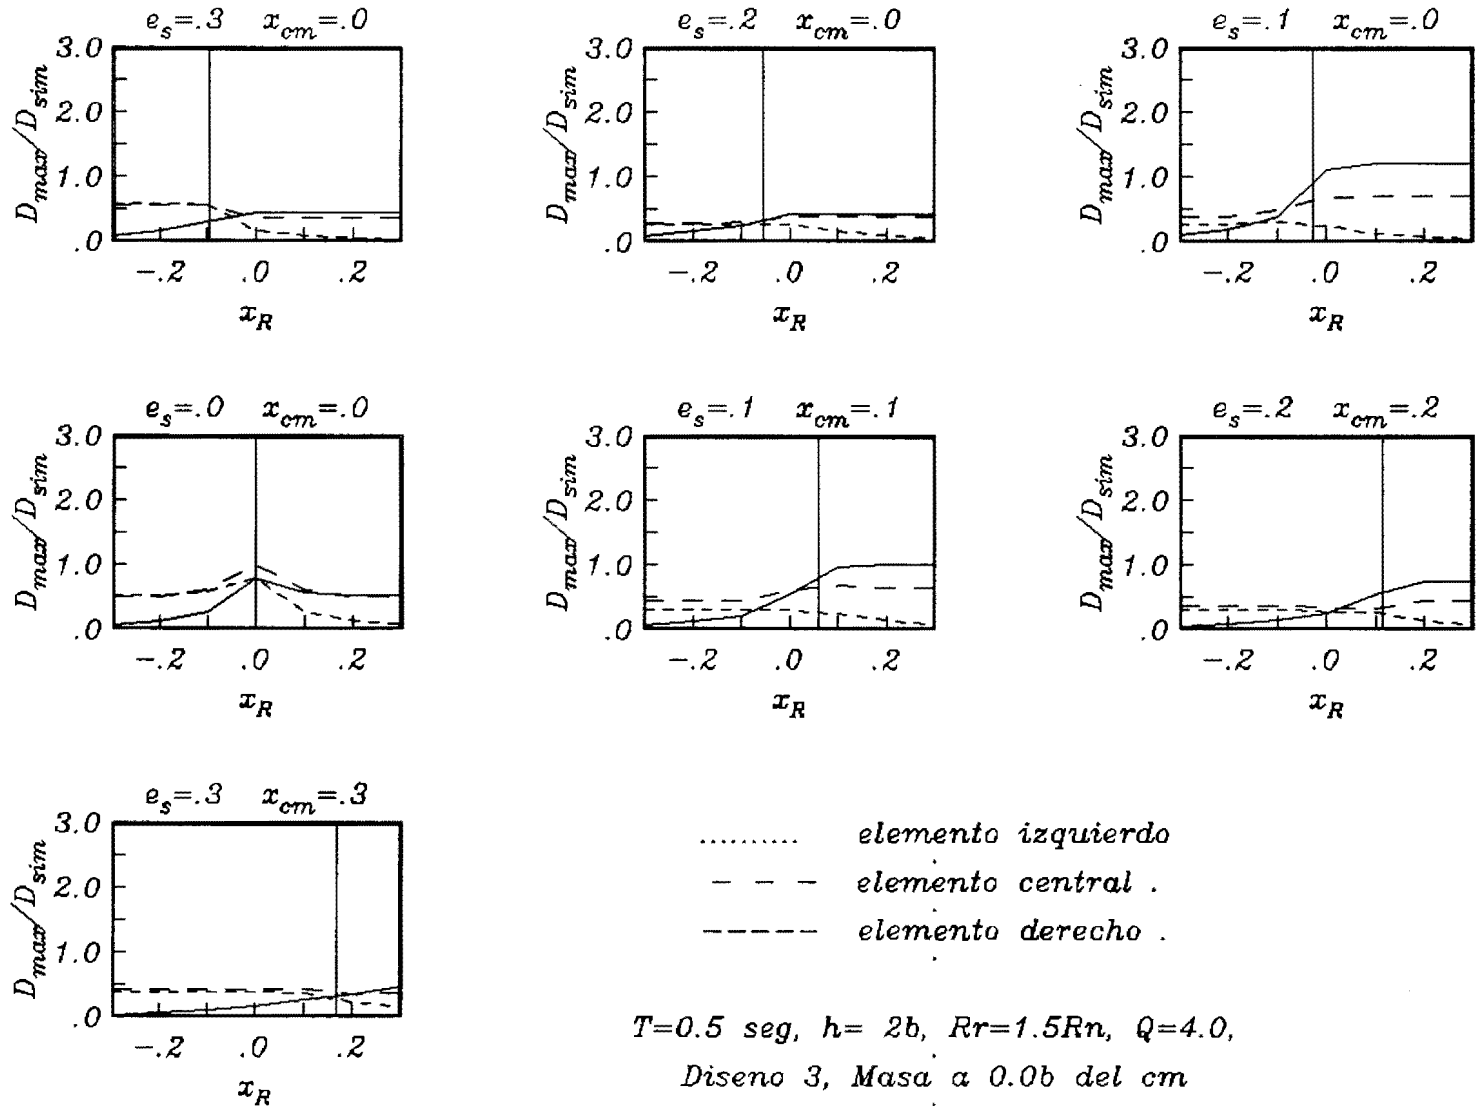 e_s=.3 x_cm=.0
e_s=.2 x_cm=.0
e_s=.1 x_cm=.0
D_max/D_sim
3.0
2.0
1.0
.0
-.2 .0 .2
x_R
D_max/D_sim
3.0
2.0
1.0
.0
-.2 .0 .2
x_R
D_max/D_sim
3.0
2.0
1.0
.0
-.2 .0 .2
x_R
e_s=.0 x_cm=.0
e_s=.1 x_cm=.1
e_s=.2 x_cm=.2
D_max/D_sim
3.0
2.0
1.0
.0
-.2 .0 .2
x_R
D_max/D_sim
3.0
2.0
1.0
.0
-.2 .0 .2
x_R
D_max/D_sim
3.0
2.0
1.0
.0
-.2 .0 .2
x_R
e_s=.3 x_cm=.3
D_max/D_sim
3.0
2.0
1.0
.0
-.2 .0 .2
x_R
elemento izquierdo
elemento central .
elemento derecho .
T=0.5 seg, h= 2b, Rr=1.5Rn, Q=4.0,
Diseno 3, Masa a 0.0b del cm